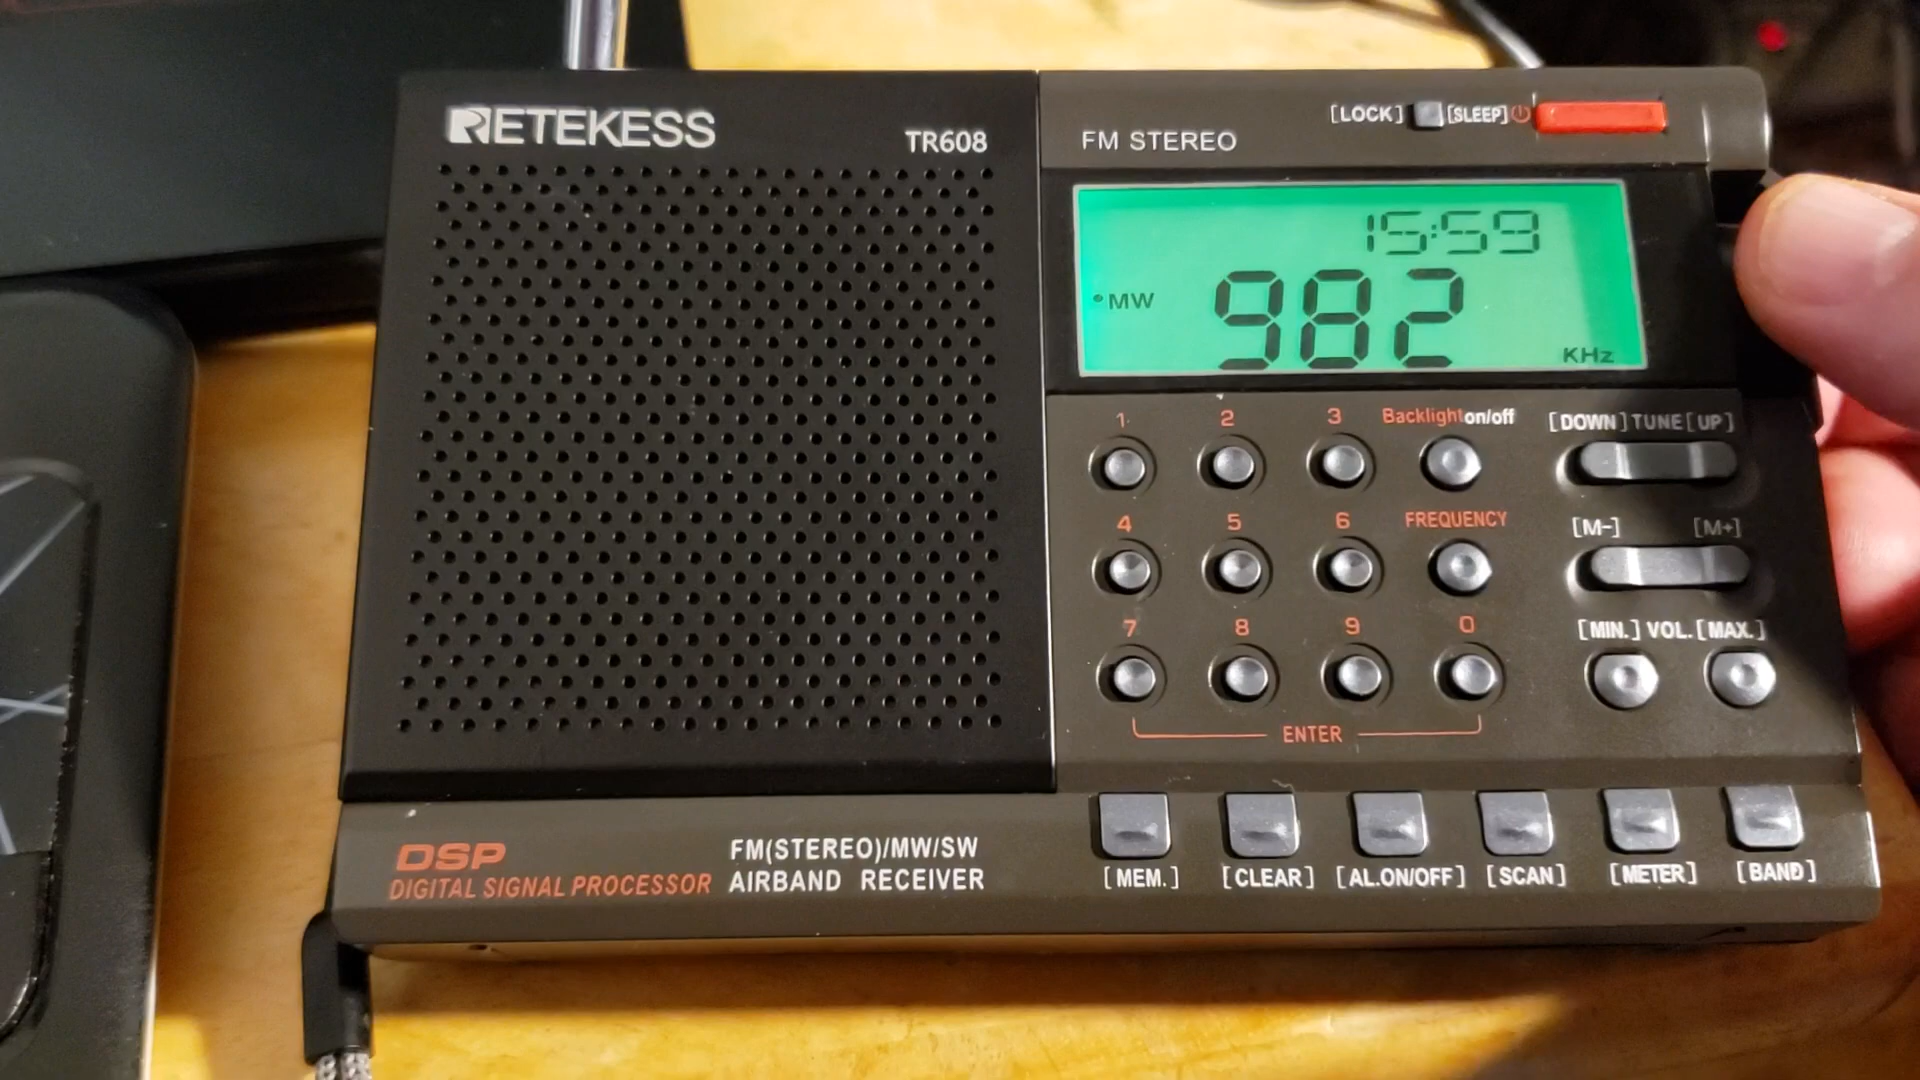 RETEKESS
TR608
FM STEREO
[LOCK] [SLEEP]
15:59
MW 982 KHz
1 2 3 Backlight on/off
[DOWN] TUNE [UP]
4 5 6 FREQUENCY
[M-] [M+]
7 8 9 0
[MIN.] VOL. [MAX.]
ENTER
DSP
DIGITAL SIGNAL PROCESSOR
FM(STEREO)/MW/SW
AIRBAND RECEIVER
[MEM.] [CLEAR] [AL.ON/OFF] [SCAN] [METER] [BAND]